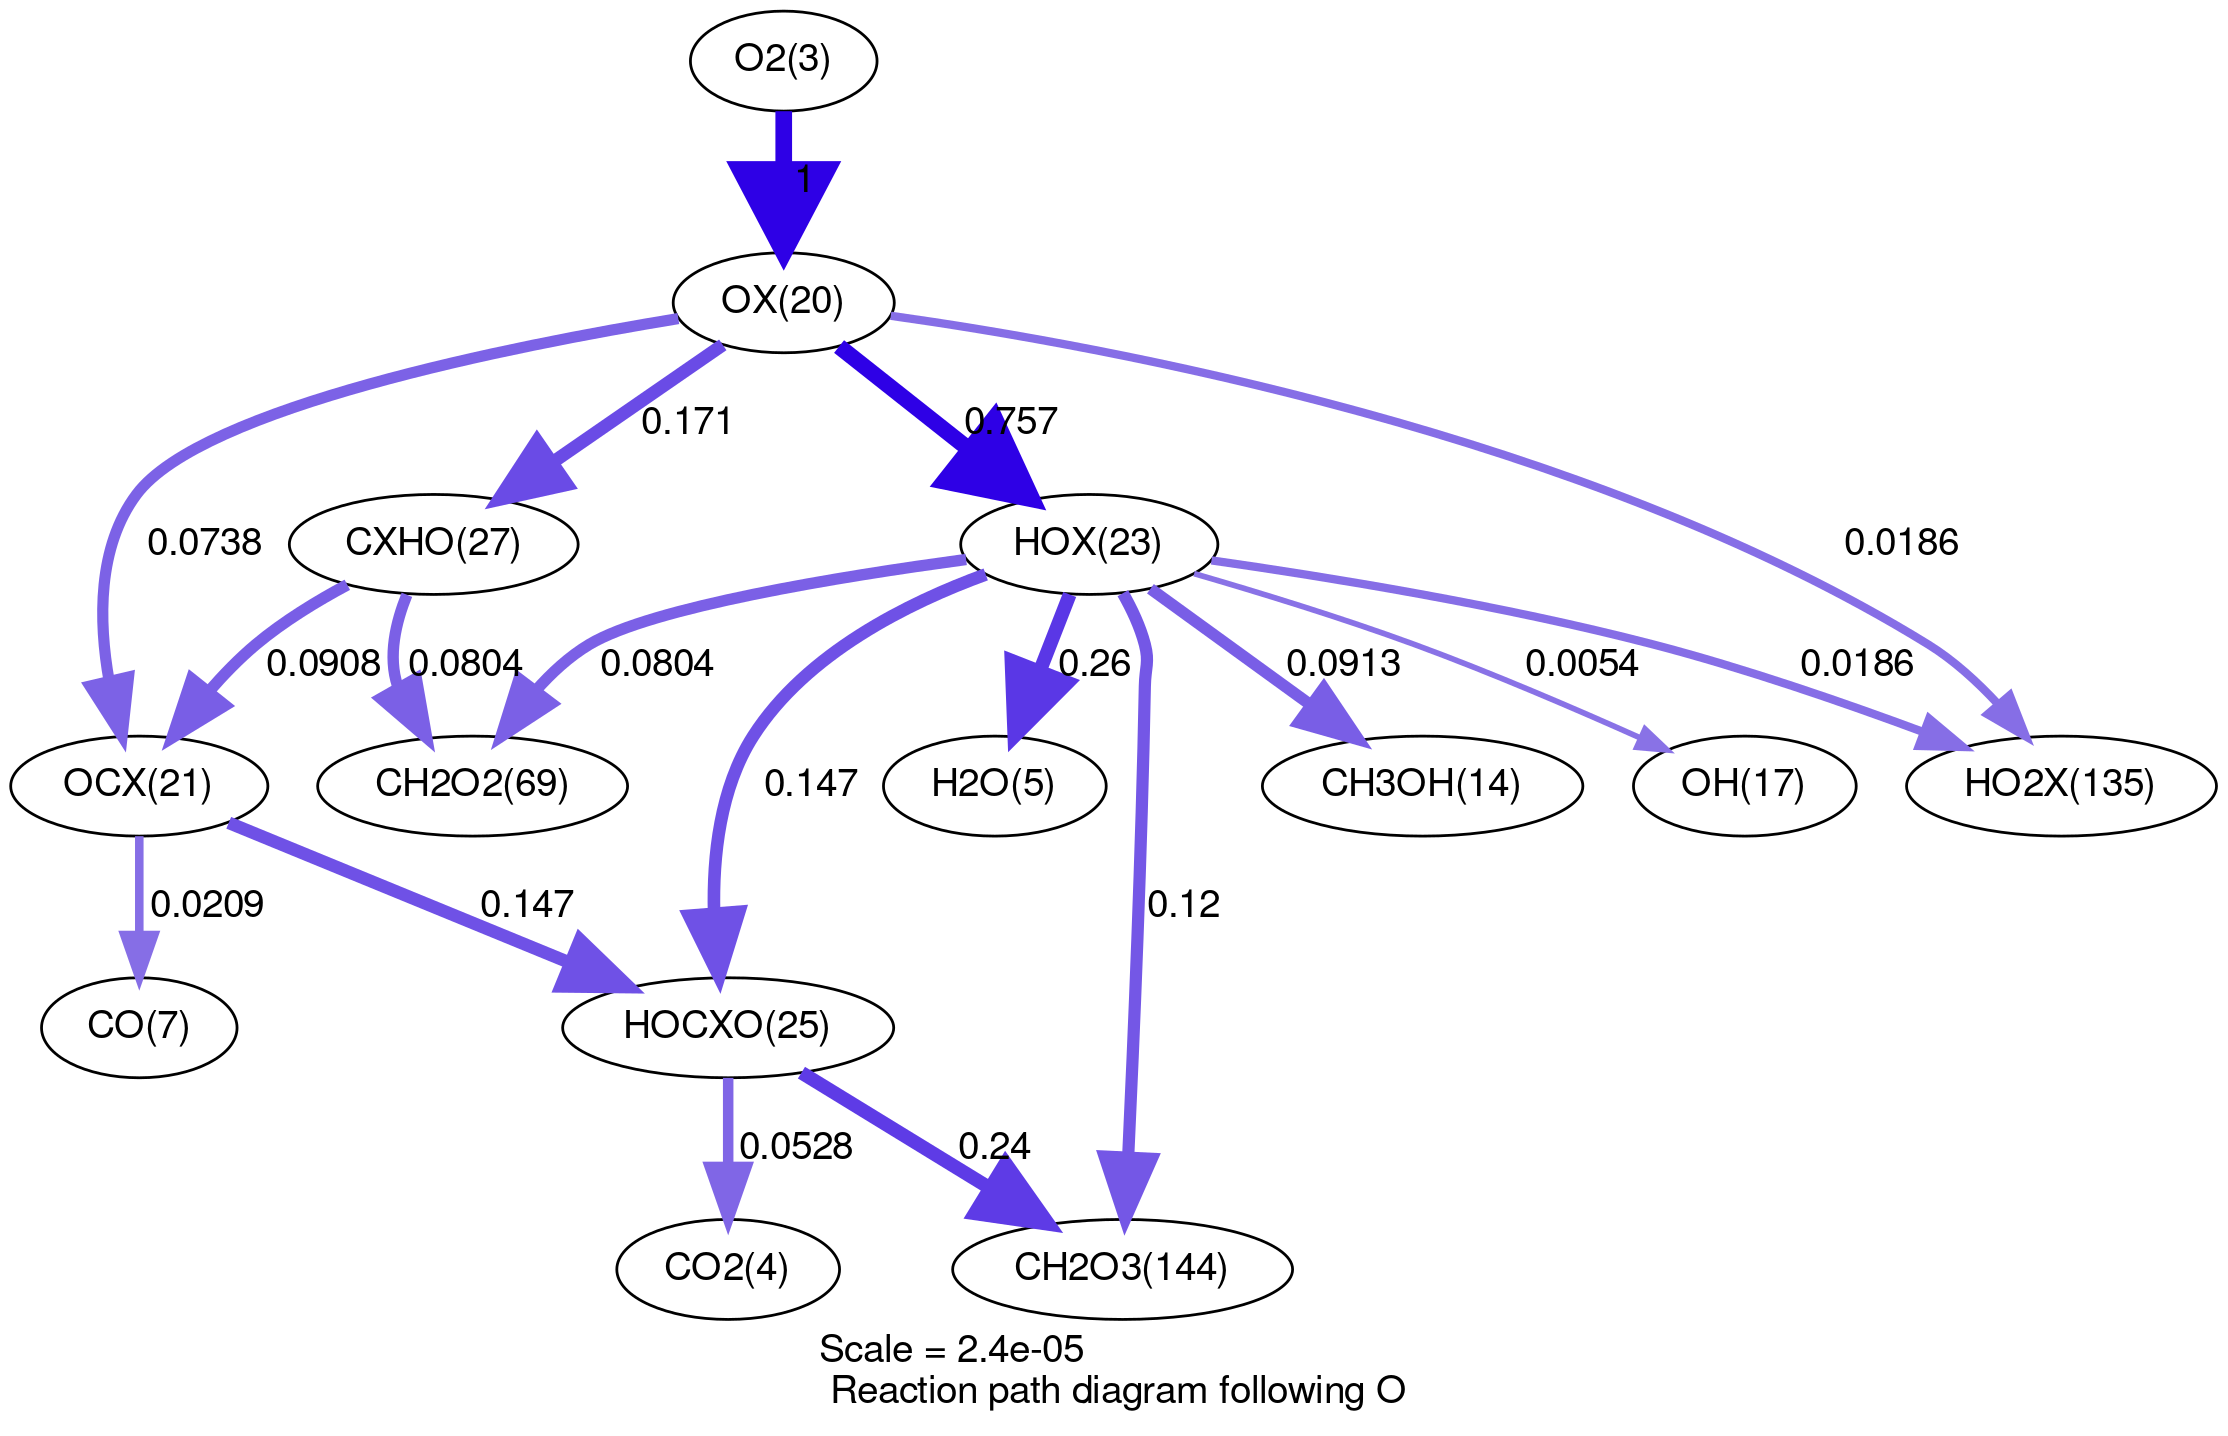 O2(3)
1
OX(20)
0.171
0.757
0.0738
CXHO(27)
HOX(23)
0.0186
0.0908
0.0804
0.0804
0.26
0.0913
0.0054
0.0186
OCX(21)
CH2O2(69)
0.147
H2O(5)
CH3OH(14)
OH(17)
HO2X(135)
0.0209
0.147
0.12
CO(7)
HOCXO(25)
0.0528
0.24
CO2(4)
CH2O3(144)
Scale = 2.4e-05
Reaction path diagram following O